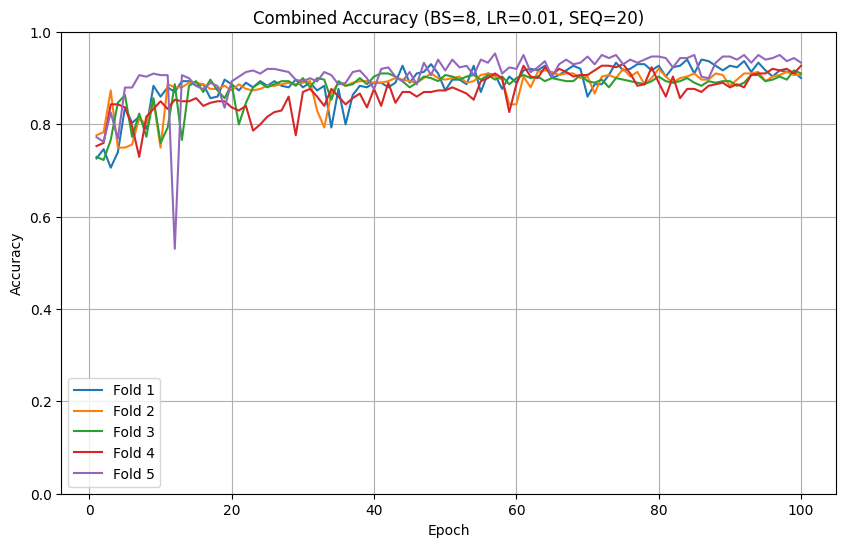 Combined Accuracy (BS=8, LR=0.01, SEQ=20)
1.0
0.8
0.6
0.4
0.2
0.0
Accuracy
Fold 1
Fold 2
Fold 3
Fold 4
Fold 5
0 20 40 60 80 100
Epoch